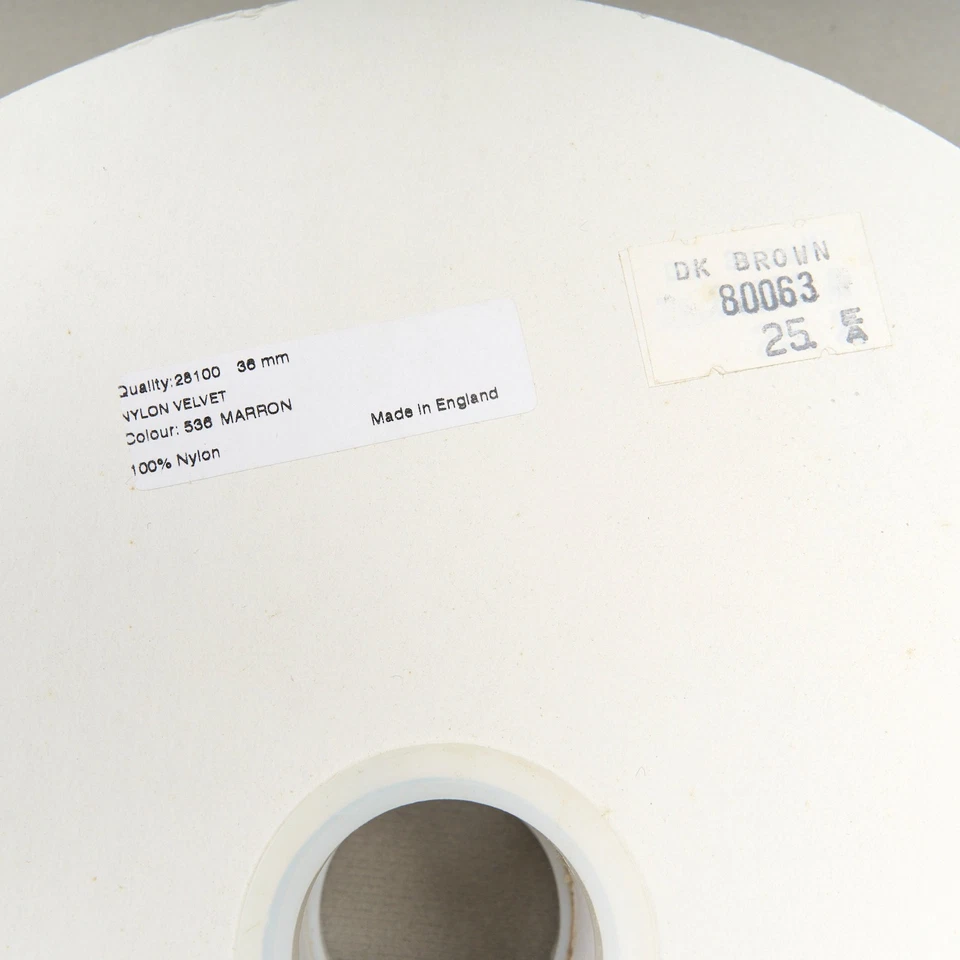 Quality:28100 36 mm
NYLON VELVET
Colour: 536 MARRON
Made in England
100% Nylon
DK BROWN
80063
25. EA